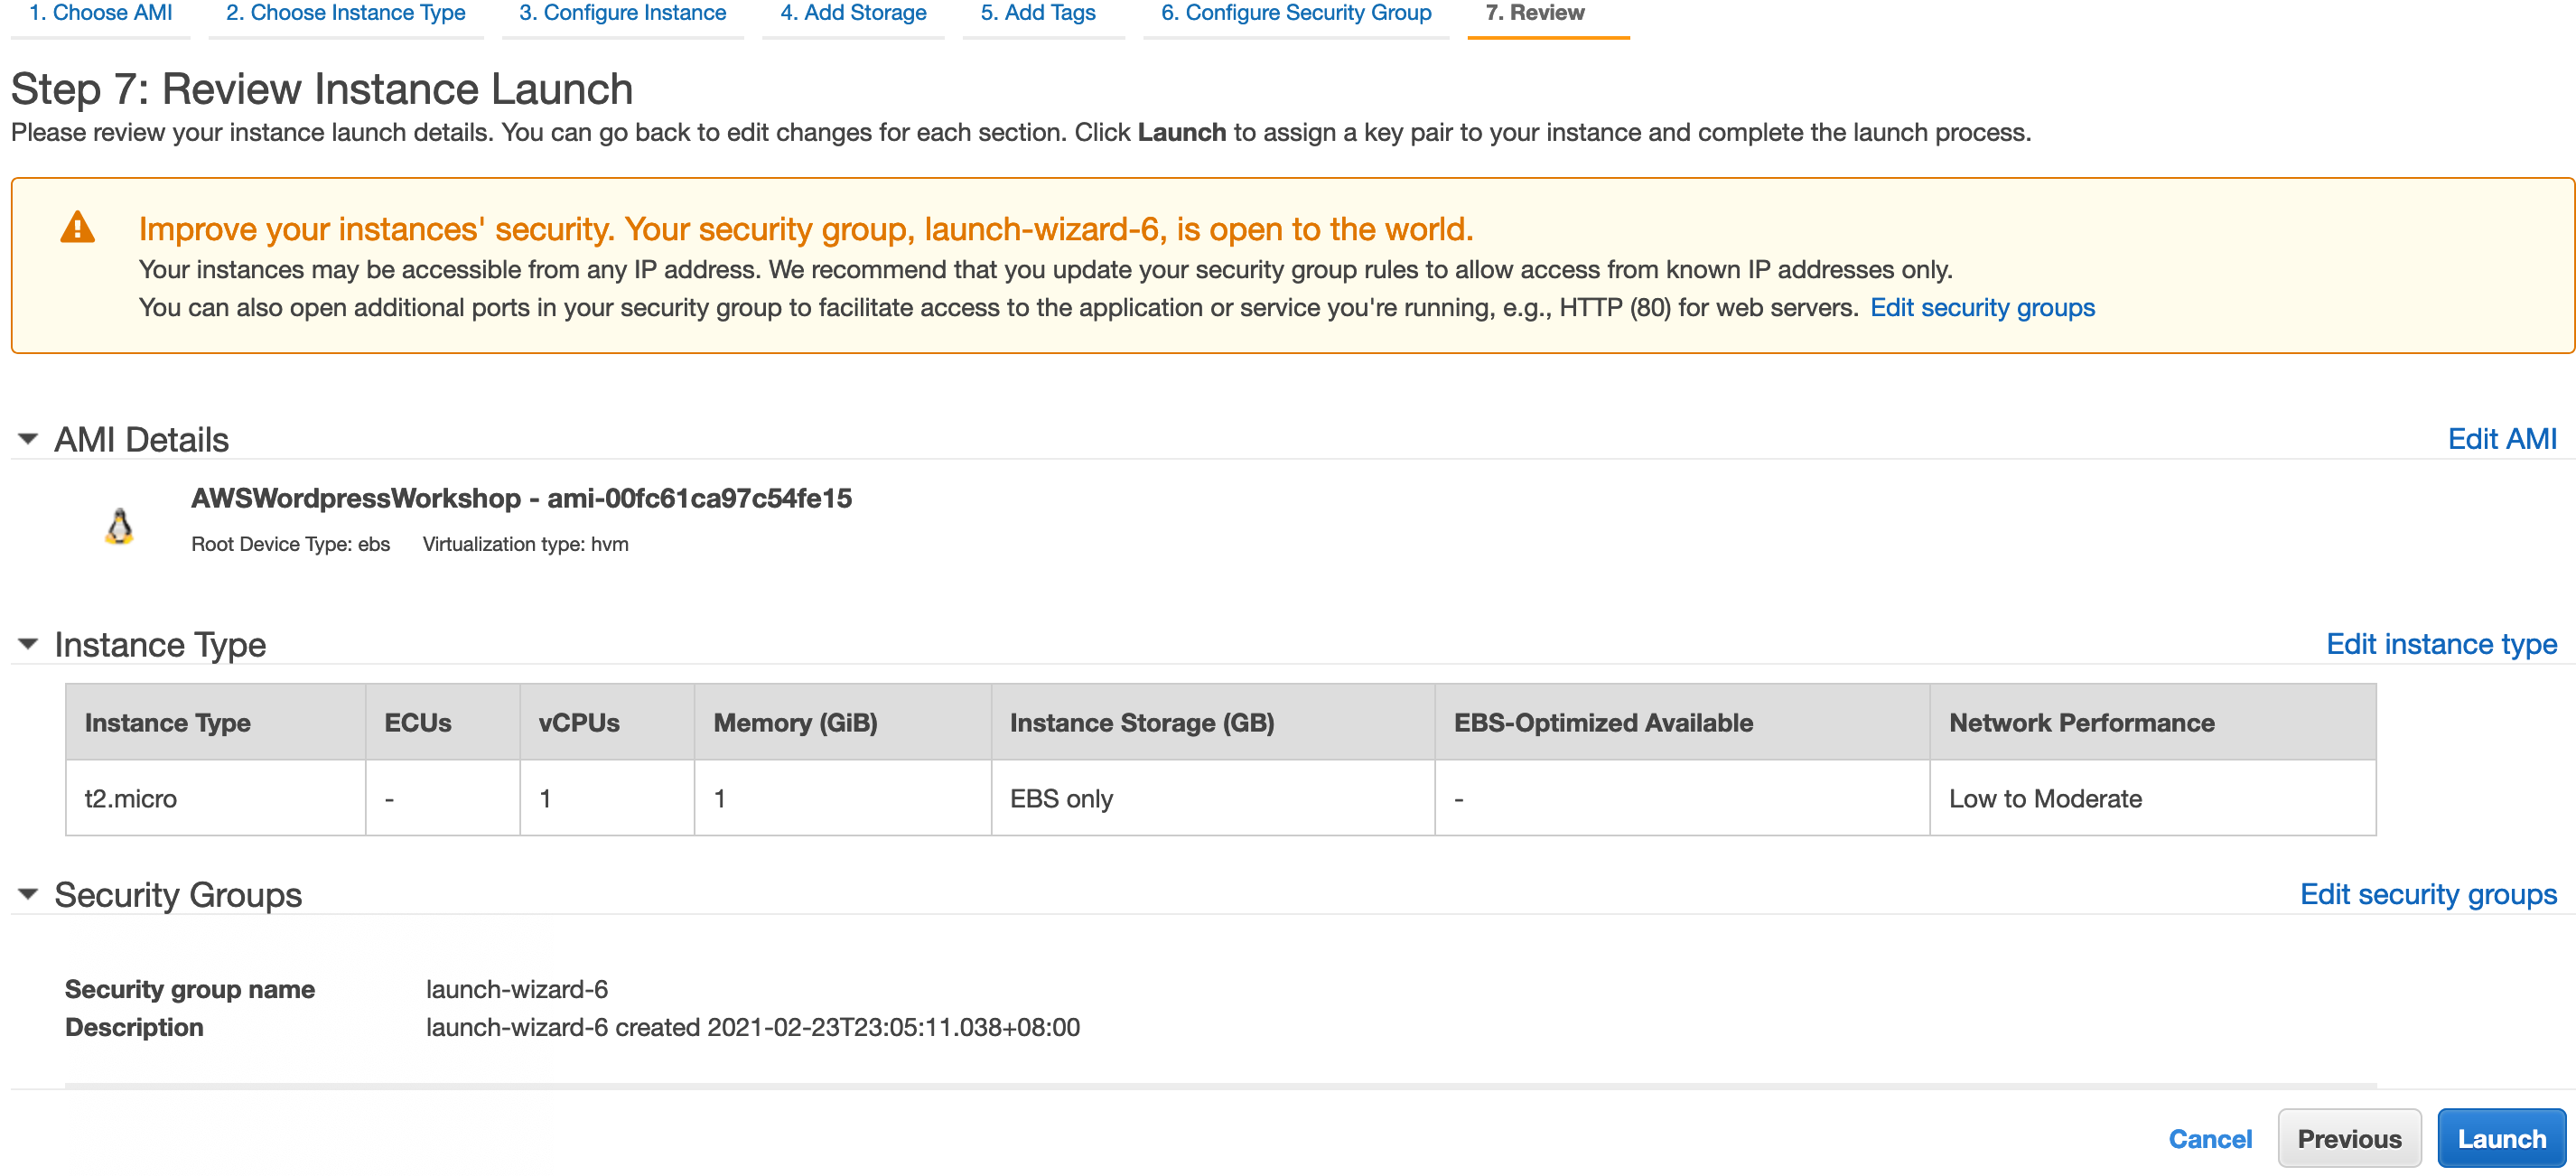 1. Choose AMI 2. Choose Instance Type 3. Configure Instance 4. Add Storage 5. Add Tags 6. Configure Security Group 7. Review
Step 7: Review Instance Launch
Please review your instance launch details. You can go back to edit changes for each section. Click Launch to assign a key pair to your instance and complete the launch process.
Improve your instances' security. Your security group, launch-wizard-6, is open to the world.
Your instances may be accessible from any IP address. We recommend that you update your security group rules to allow access from known IP addresses only.
You can also open additional ports in your security group to facilitate access to the application or service you're running, e.g., HTTP (80) for web servers. Edit security groups
AMI Details Edit AMI
AWSWordpressWorkshop - ami-00fc61ca97c54fe15
Root Device Type: ebs Virtualization type: hvm
Instance Type Edit instance type
Instance Type ECUs vCPUs Memory (GiB) Instance Storage (GB) EBS-Optimized Available Network Performance
t2.micro - 1 1 EBS only - Low to Moderate
Security Groups Edit security groups
Security group name launch-wizard-6
Description launch-wizard-6 created 2021-02-23T23:05:11.038+08:00
Cancel Previous Launch